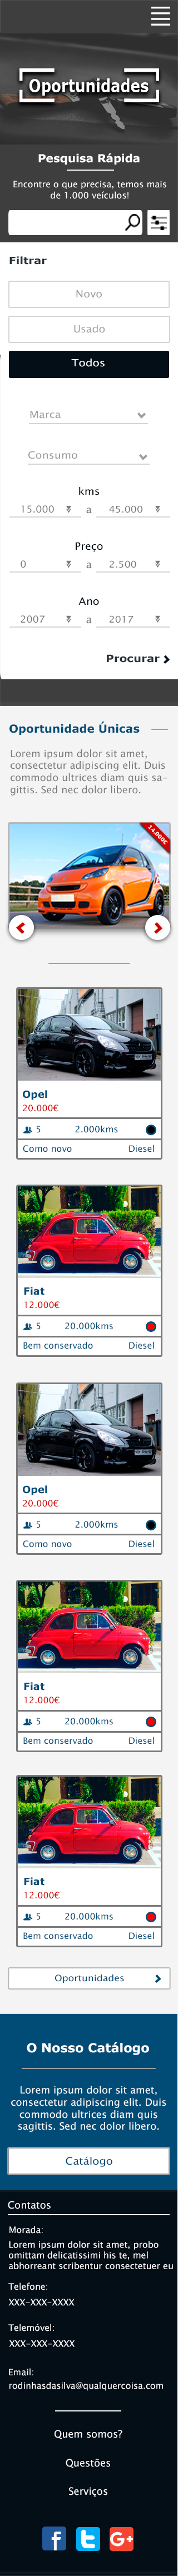 Oportunidades
Pesquisa Rápida
Encontre o que precisa, temos mais
de 1.000 veículos!
Filtrar
Novo
Usado
Todos
Marca
Consumo
kms
15.000 a 45.000
Preço
0 a 2.500
Ano
2007 a 2017
Procurar
Oportunidade Únicas
Lorem ipsum dolor sit amet,
consectetur adipiscing elit. Duis
commodo ultrices diam quis sa-
gittis. Sed nec dolor libero.
14.000€
Opel
20.000€
5 2.000kms
Como novo Diesel
Fiat
12.000€
5 20.000kms
Bem conservado Diesel
Opel
20.000€
5 2.000kms
Como novo Diesel
Fiat
12.000€
5 20.000kms
Bem conservado Diesel
Fiat
12.000€
5 20.000kms
Bem conservado Diesel
Oportunidades
O Nosso Catálogo
Lorem ipsum dolor sit amet,
consectetur adipiscing elit. Duis
commodo ultrices diam quis
sagittis. Sed nec dolor libero.
Catálogo
Contatos
Morada:
Lorem ipsum dolor sit amet, probo
omittam delicatissimi his te, mel
abhorreant scribentur consectetuer eu
Telefone:
XXX-XXX-XXXX
Telemóvel:
XXX-XXX-XXXX
Email:
rodinhasdasilva@qualquercoisa.com
Quem somos?
Questões
Serviços